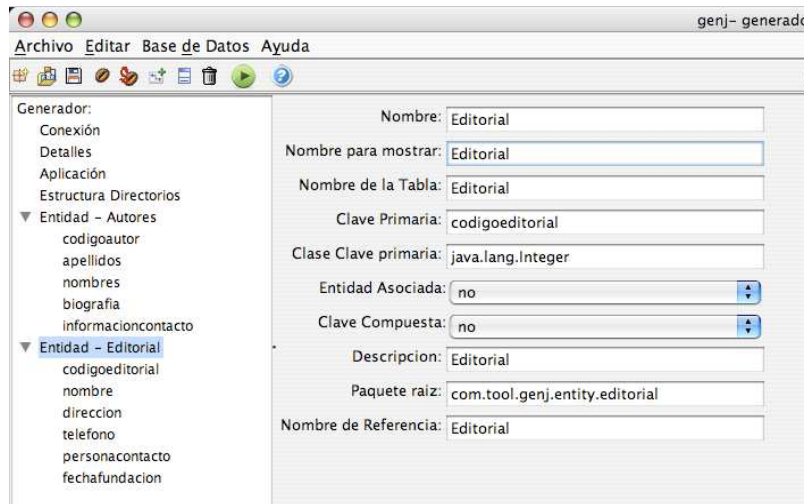 genj- generado
Archivo Editar Base de Datos Ayuda
Generador:
Conexión
Detalles
Aplicación
Estructura Directorios
Entidad - Autores
codigoautor
apellidos
nombres
biografia
informacioncontacto
Entidad - Editorial
codigoeditorial
nombre
direccion
telefono
personacontacto
fechafundacion
Nombre: Editorial
Nombre para mostrar: Editorial
Nombre de la Tabla: Editorial
Clave Primaria: codigoeditorial
Clase Clave primaria: java.lang.Integer
Entidad Asociada: no
Clave Compuesta: no
Descripcion: Editorial
Paquete raiz: com.tool.genj.entity.editorial
Nombre de Referencia: Editorial